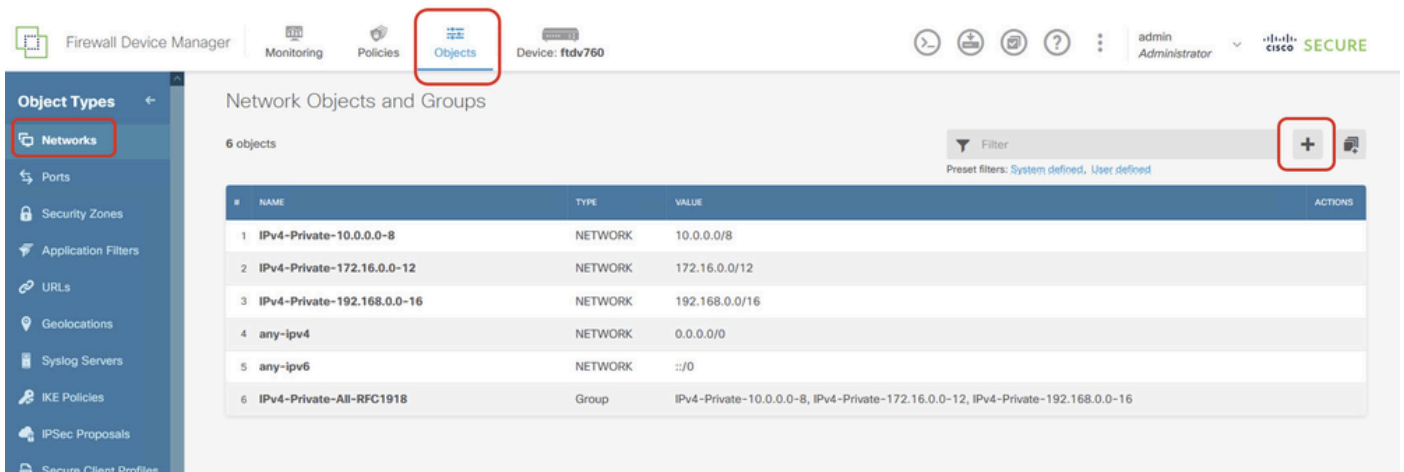 Firewall Device Manager
Monitoring
Policies
Objects
Device: ftdv760
admin
Administrator
cisco SECURE
Object Types
Networks
Ports
Security Zones
Application Filters
URLs
Geolocations
Syslog Servers
IKE Policies
IPSec Proposals
Secure Client Profiles
Network Objects and Groups
6 objects
Filter
Preset filters: System defined, User defined
# NAME TYPE VALUE ACTIONS
1 IPv4-Private-10.0.0.0-8 NETWORK 10.0.0.0/8
2 IPv4-Private-172.16.0.0-12 NETWORK 172.16.0.0/12
3 IPv4-Private-192.168.0.0-16 NETWORK 192.168.0.0/16
4 any-ipv4 NETWORK 0.0.0.0/0
5 any-ipv6 NETWORK ::/0
6 IPv4-Private-All-RFC1918 Group IPv4-Private-10.0.0.0-8, IPv4-Private-172.16.0.0-12, IPv4-Private-192.168.0.0-16